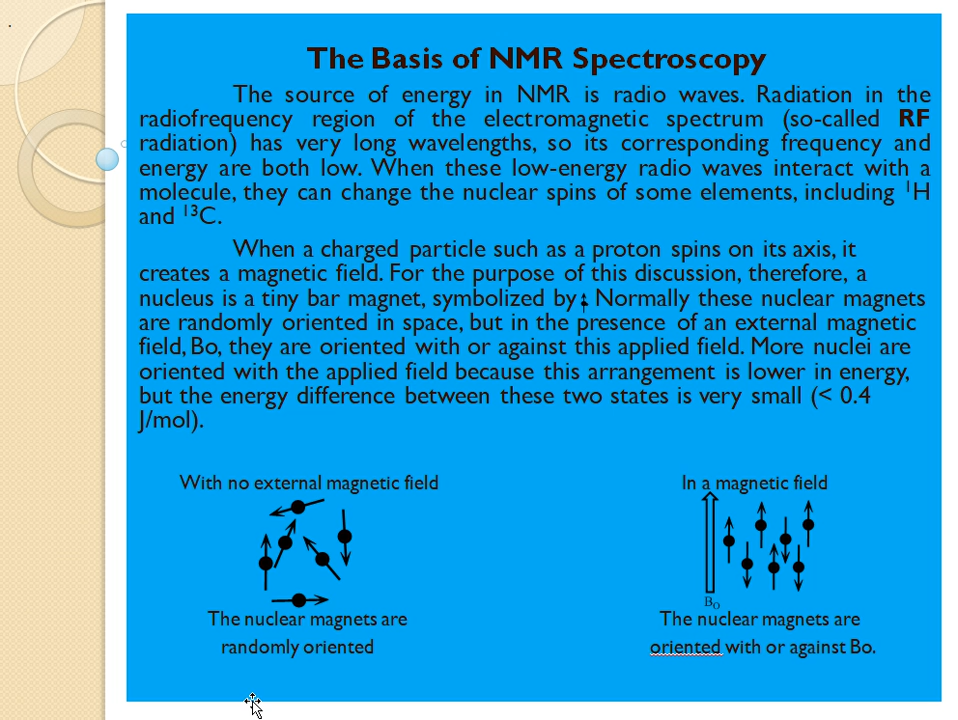 The Basis of NMR Spectroscopy
The source of energy in NMR is radio waves. Radiation in the
radiofrequency region of the electromagnetic spectrum (so-called RF
radiation) has very long wavelengths, so its corresponding frequency and
energy are both low. When these low-energy radio waves interact with a
molecule, they can change the nuclear spins of some elements, including ¹H
and ¹³C.
When a charged particle such as a proton spins on its axis, it
creates a magnetic field. For the purpose of this discussion, therefore, a
nucleus is a tiny bar magnet, symbolized by . Normally these nuclear magnets
are randomly oriented in space, but in the presence of an external magnetic
field, Bo, they are oriented with or against this applied field. More nuclei are
oriented with the applied field because this arrangement is lower in energy,
but the energy difference between these two states is very small (< 0.4
J/mol).
With no external magnetic field
The nuclear magnets are
randomly oriented
In a magnetic field
B₀
The nuclear magnets are
oriented with or against Bo.